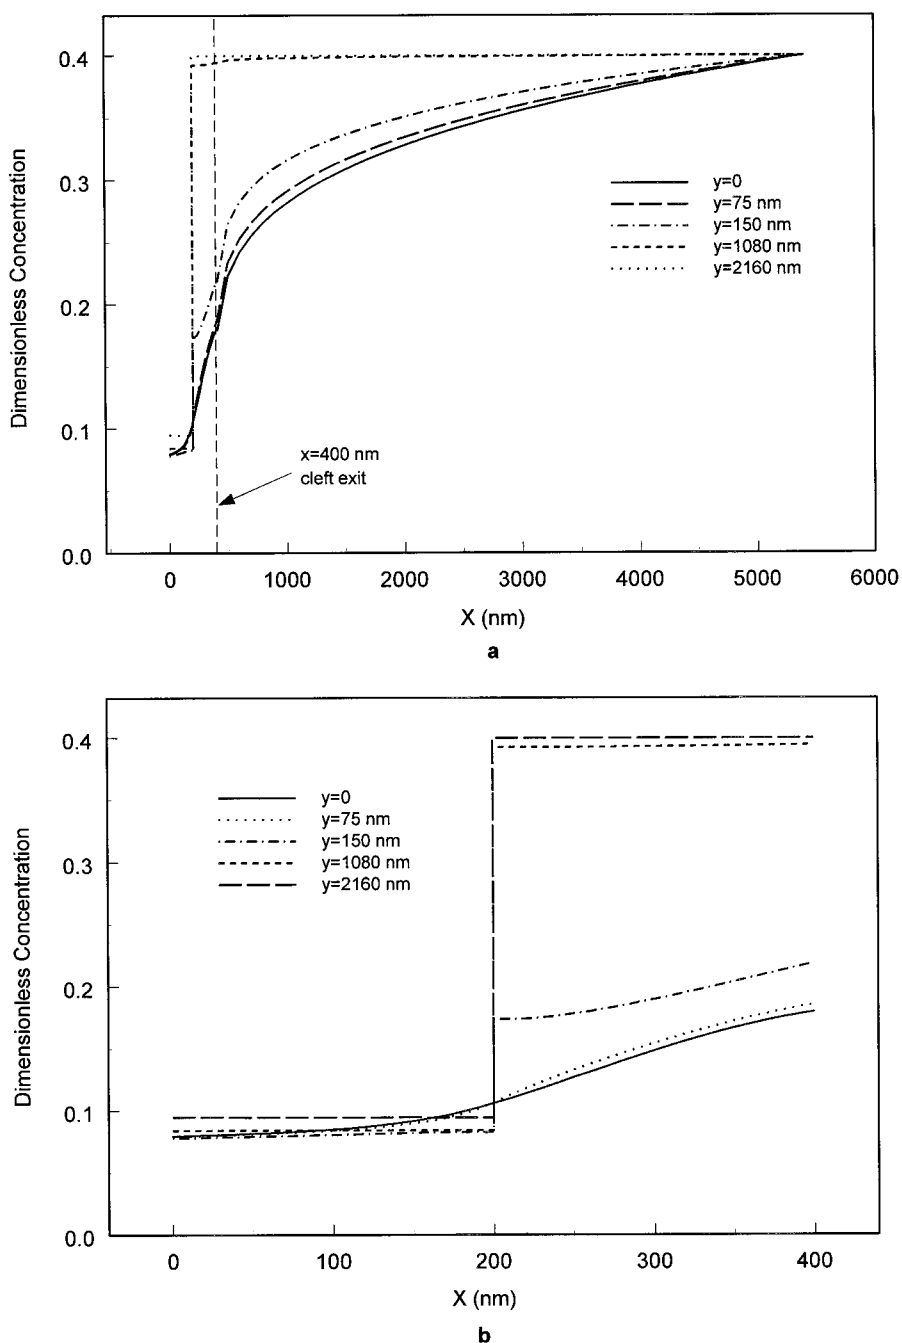 0.4
0.3
0.2
0.1
0.0
Dimensionless Concentration
y=0
y=75 nm
y=150 nm
y=1080 nm
y=2160 nm
x=400 nm
cleft exit
0 1000 2000 3000 4000 5000 6000
X (nm)
a
0.4
0.3
0.2
0.1
0.0
Dimensionless Concentration
y=0
y=75 nm
y=150 nm
y=1080 nm
y=2160 nm
0 100 200 300 400
X (nm)
b